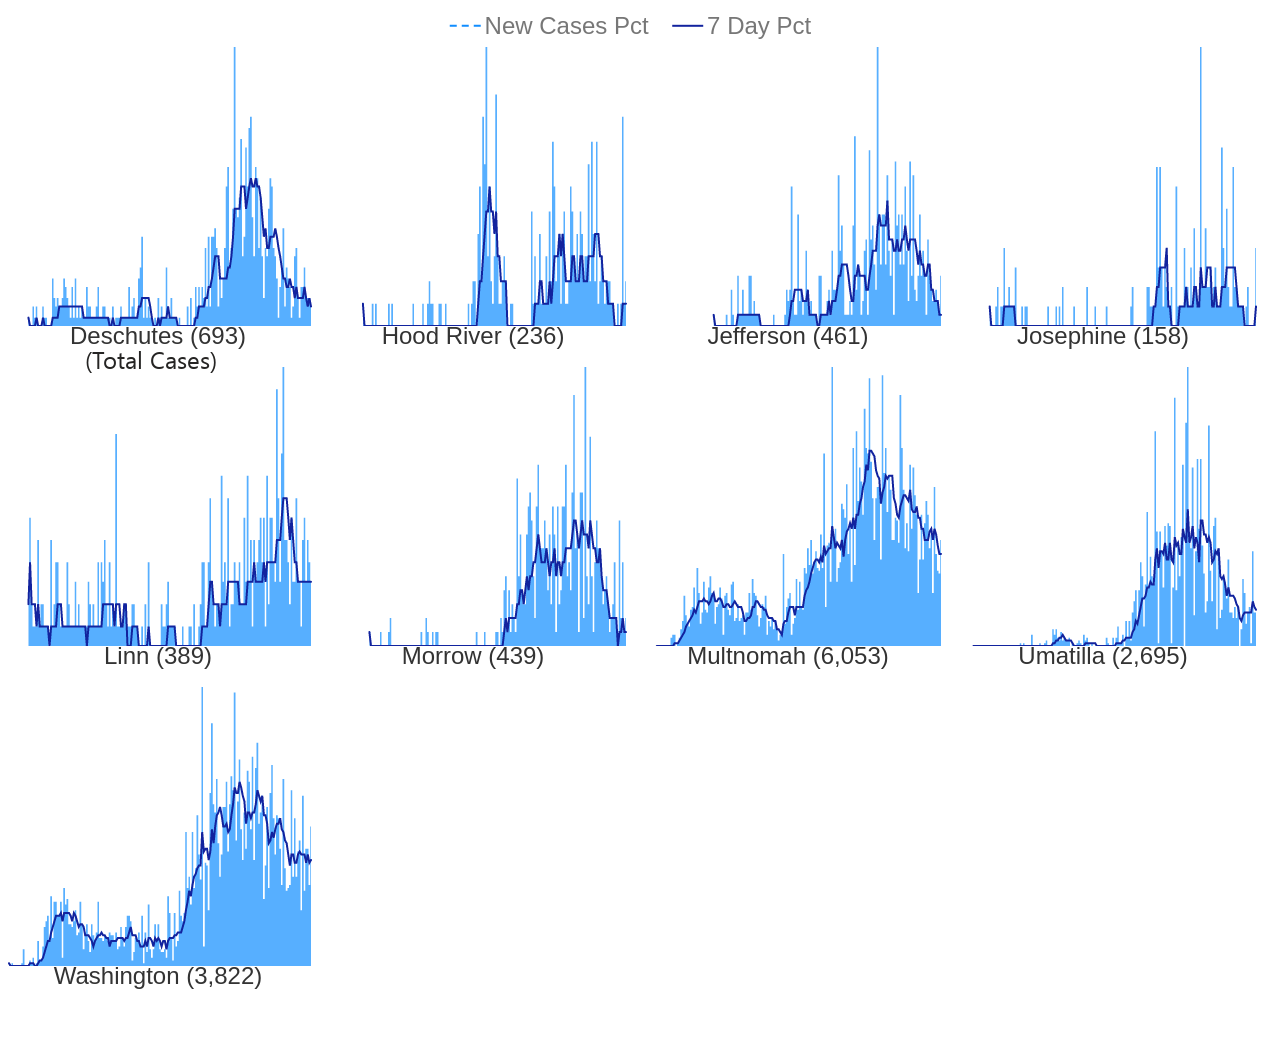 New Cases Pct 7 Day Pct
Deschutes (693) Hood River (236) Jefferson (461) Josephine (158)
(Total Cases)
Linn (389) Morrow (439) Multnomah (6,053) Umatilla (2,695)
Washington (3,822)